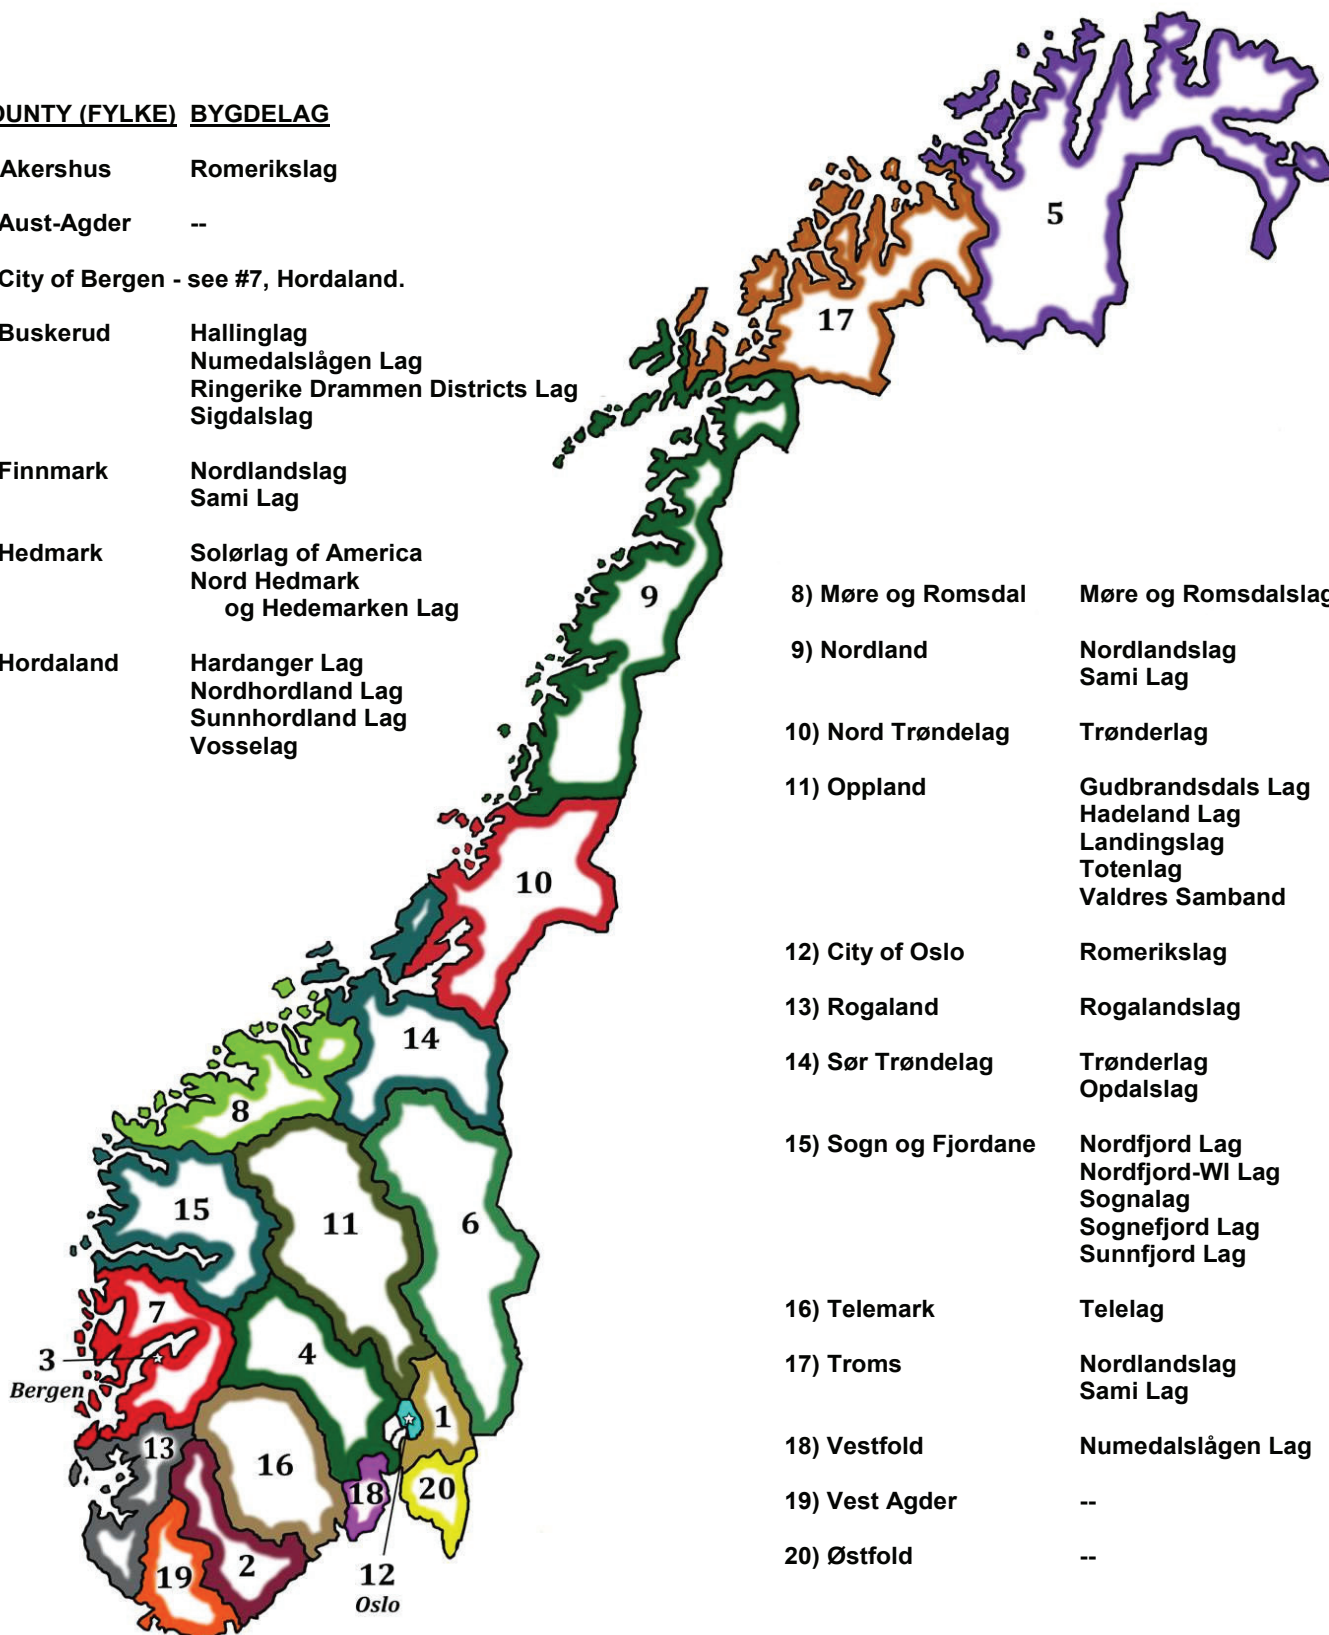 OUNTY (FYLKE) BYGDELAG
Akershus Romerikslag
Aust-Agder --
City of Bergen - see #7, Hordaland.
Buskerud Hallinglag
Numedalslågen Lag
Ringerike Drammen Districts Lag
Sigdalslag
Finnmark Nordlandslag
Sami Lag
Hedmark Solørlag of America
Nord Hedmark
og Hedemarken Lag
Hordaland Hardanger Lag
Nordhordland Lag
Sunnhordland Lag
Vosselag
8) Møre og Romsdal Møre og Romsdalslag
9) Nordland Nordlandslag
Sami Lag
10) Nord Trøndelag Trønderlag
11) Oppland Gudbrandsdals Lag
Hadeland Lag
Landingslag
Totenlag
Valdres Samband
12) City of Oslo Romerikslag
13) Rogaland Rogalandslag
14) Sør Trøndelag Trønderlag
Opdalslag
15) Sogn og Fjordane Nordfjord Lag
Nordfjord-WI Lag
Sognalag
Sognefjord Lag
Sunnfjord Lag
16) Telemark Telelag
17) Troms Nordlandslag
Sami Lag
18) Vestfold Numedalslågen Lag
19) Vest Agder --
20) Østfold --
5
17
9
10
14
8
15
11
6
7
3
Bergen
4
1
13
16
18
20
19
2
12
Oslo